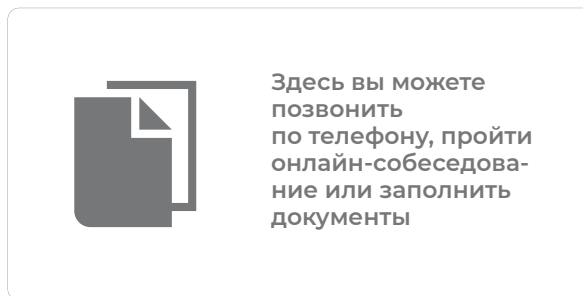 Здесь вы можете
позвонить
по телефону, пройти
онлайн-собеседова-
ние или заполнить
документы